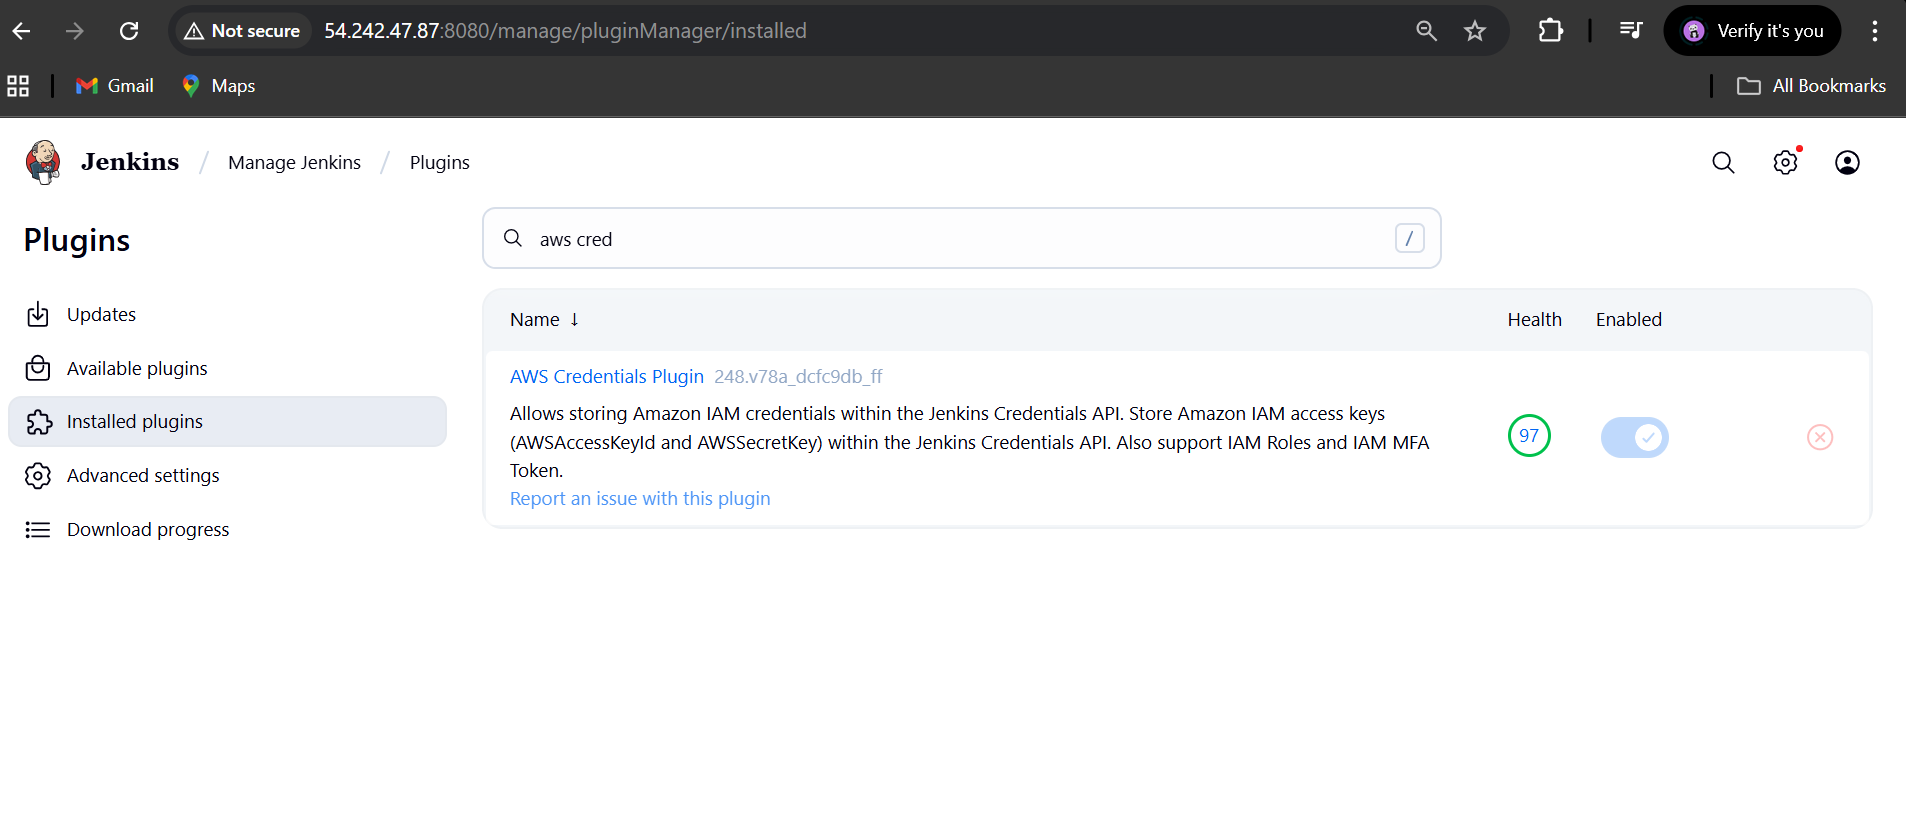 Not secure 54.242.47.87:8080/manage/pluginManager/installed Verify it's you
Gmail Maps All Bookmarks
Jenkins / Manage Jenkins / Plugins
Plugins
aws cred /
Updates
Available plugins
Installed plugins
Advanced settings
Download progress
Name ↓ Health Enabled
AWS Credentials Plugin 248.v78a_dcfc9db_ff
Allows storing Amazon IAM credentials within the Jenkins Credentials API. Store Amazon IAM access keys
(AWSAccessKeyId and AWSSecretKey) within the Jenkins Credentials API. Also support IAM Roles and IAM MFA
Token.
Report an issue with this plugin
97